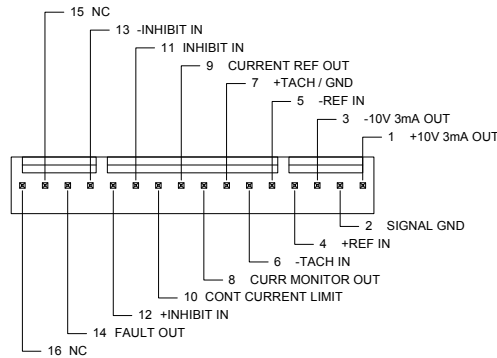 15 NC
13 -INHIBIT IN
11 INHIBIT IN
9 CURRENT REF OUT
7 +TACH / GND
5 -REF IN
3 -10V 3mA OUT
1 +10V 3mA OUT
2 SIGNAL GND
4 +REF IN
6 -TACH IN
8 CURR MONITOR OUT
10 CONT CURRENT LIMIT
12 +INHIBIT IN
14 FAULT OUT
16 NC